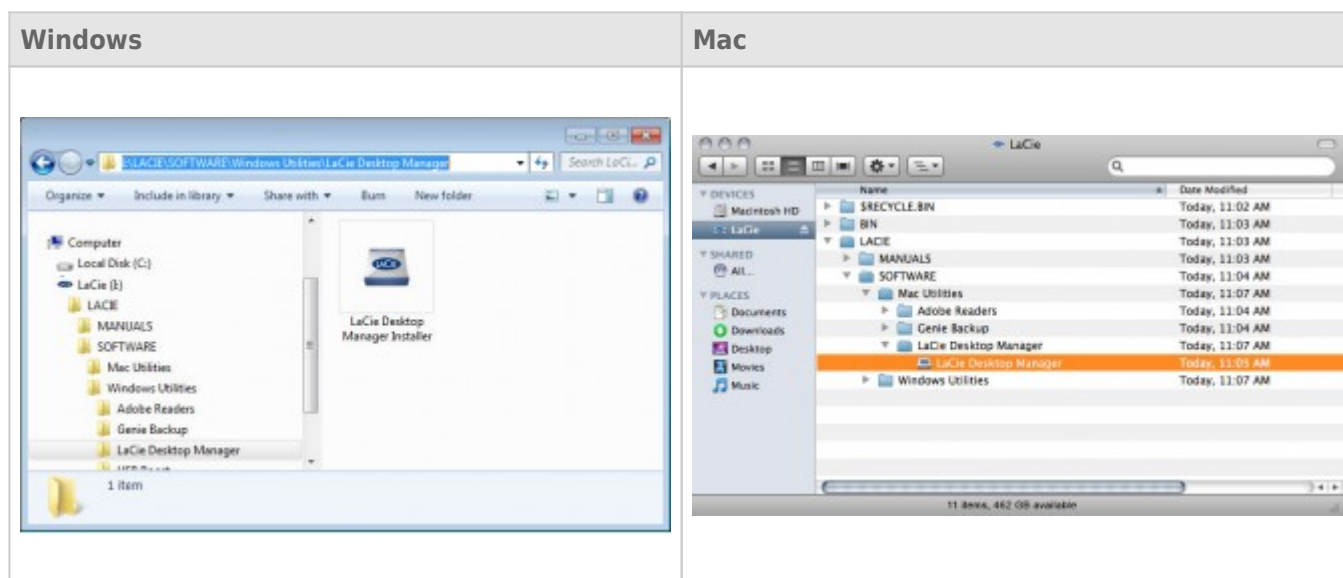 Windows
Mac
:\LACIE\SOFTWARE\Windows Utilities\LaCie Desktop Manager
Search LaCi...
Organize
Include in library
Share with
Burn
New folder
Computer
Local Disk (C:)
LaCie (I:)
LACIE
MANUALS
SOFTWARE
Mac Utilities
Windows Utilities
Adobe Readers
Genie Backup
LaCie Desktop Manager
LaCie Desktop
Manager Installer
1 item
LaCie
Name
Date Modified
DEVICES
Macintosh HD
LaCie
SHARED
All...
PLACES
Documents
Downloads
Desktop
Movies
Music
$RECYCLE.BIN Today, 11:02 AM
BIN Today, 11:03 AM
LACIE Today, 11:03 AM
MANUALS Today, 11:03 AM
SOFTWARE Today, 11:04 AM
Mac Utilities Today, 11:07 AM
Adobe Readers Today, 11:04 AM
Genie Backup Today, 11:04 AM
LaCie Desktop Manager Today, 11:07 AM
LaCie Desktop Manager Today, 11:05 AM
Windows Utilities Today, 11:07 AM
11 items, 462 GB available